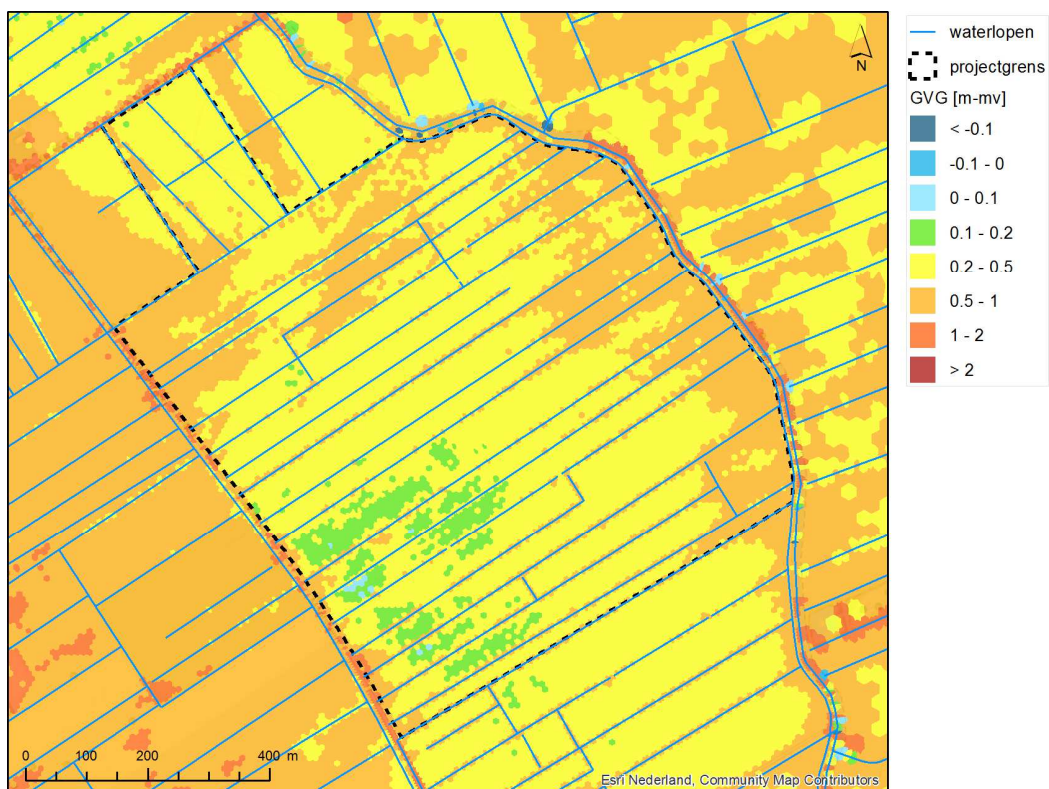 N
0 100 200 400 m
Esri Nederland, Community Map Contributors
waterlopen
projectgrens
GVG [m-mv]
< -0.1
-0.1 - 0
0 - 0.1
0.1 - 0.2
0.2 - 0.5
0.5 - 1
1 - 2
> 2